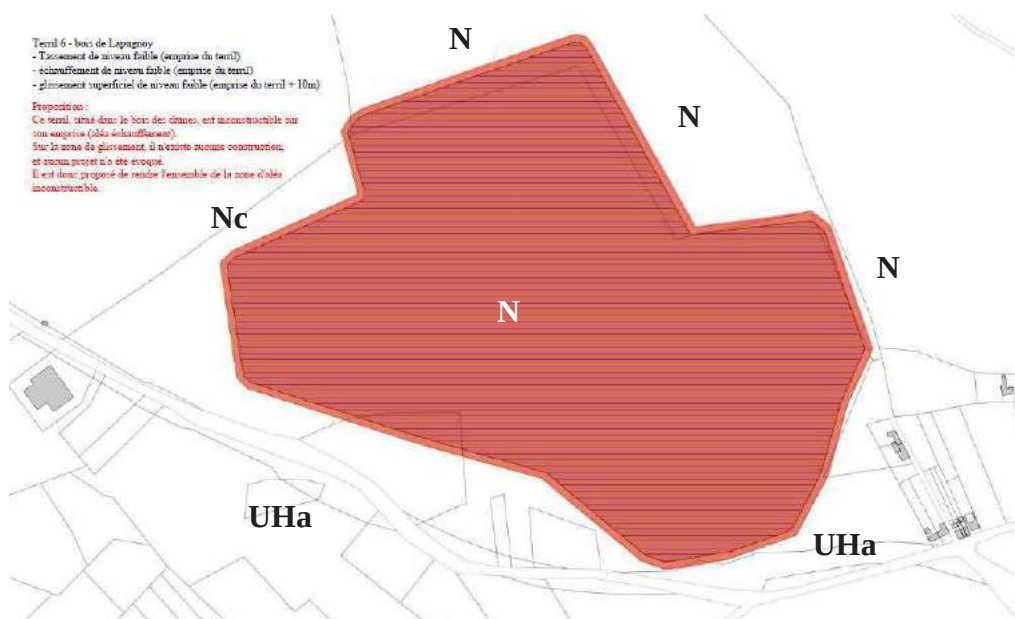 Terril 6 - bois de Lapugnoy
- Tassement de niveau faible (emprise du terril)
- échauffement de niveau faible (emprise du terril)
- glissement superficiel de niveau faible (emprise du terril + 10m)
Proposition :
Ce terril, situé dans le bois des dames, est inconstructible sur
son emprise (aléa échauffement).
Sur la zone de glissement, il n'existe aucune construction,
et aucun projet n'a été évoqué.
Il est donc proposé de rendre l'ensemble de la zone d'aléa
inconstructible.
N
N
Nc
N
N
UHa
UHa